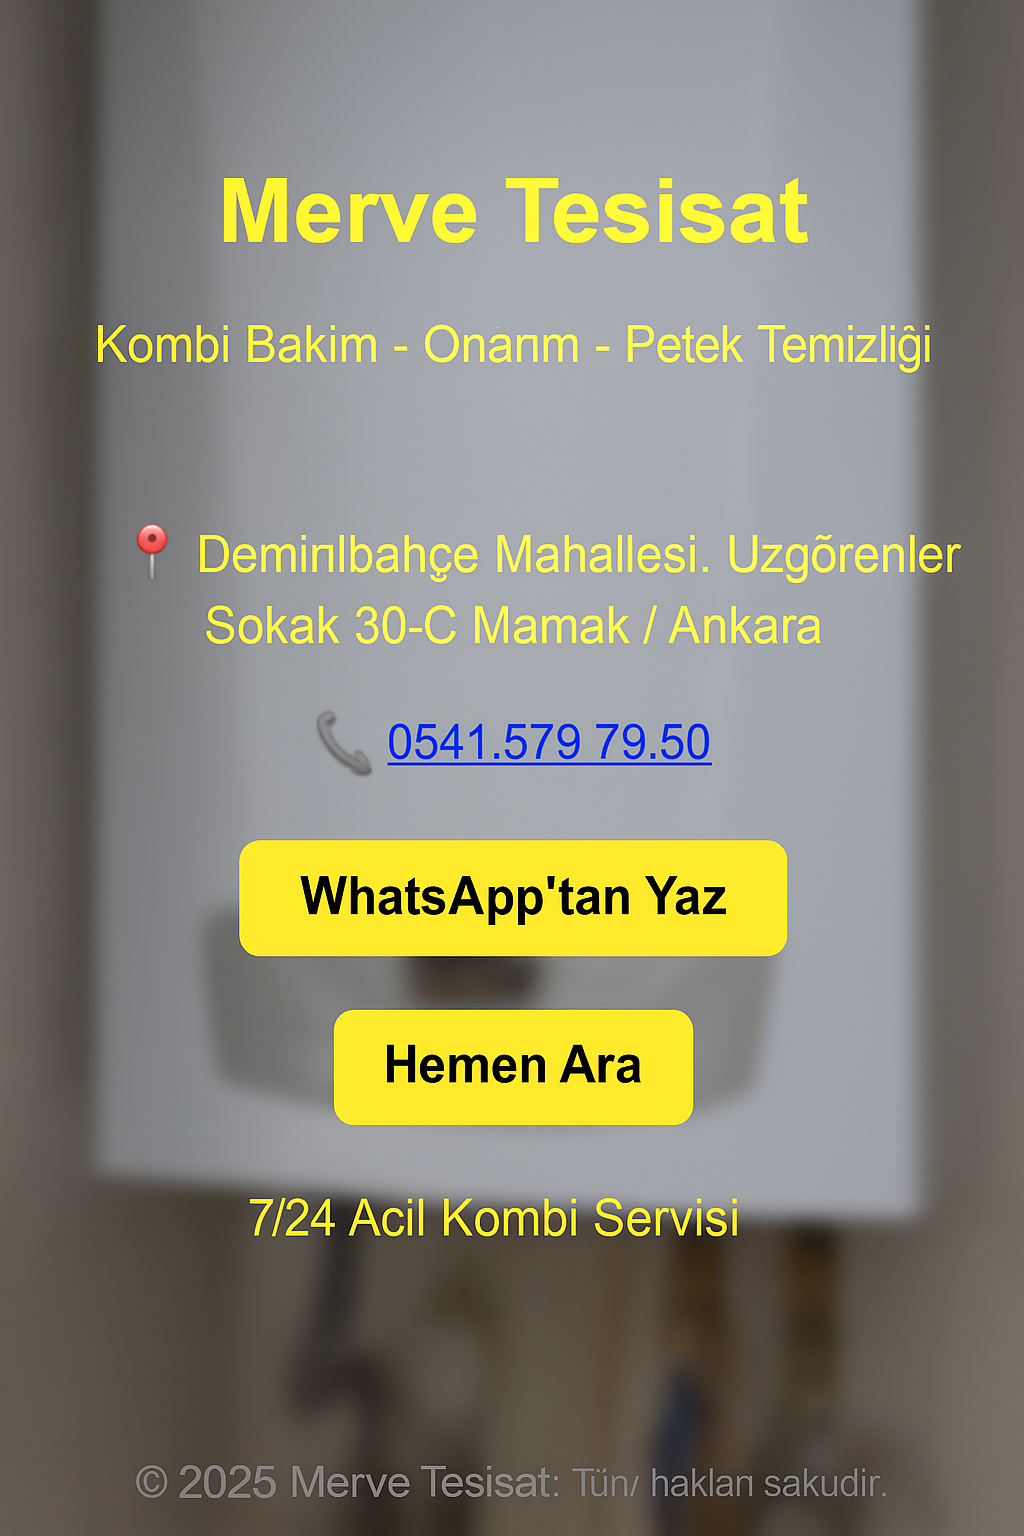 Merve Tesisat
Kombi Bakim - Onarım - Petek Temizliĝi
📍 Demirılbahçe Mahallesi. Uzgõrenler
Sokak 30-C Mamak / Ankara
📞 0541.579 79.50
WhatsApp'tan Yaz
Hemen Ara
7/24 Acil Kombi Servisi
© 2025 Merve Tesisat: Tün/ haklan sakudir.